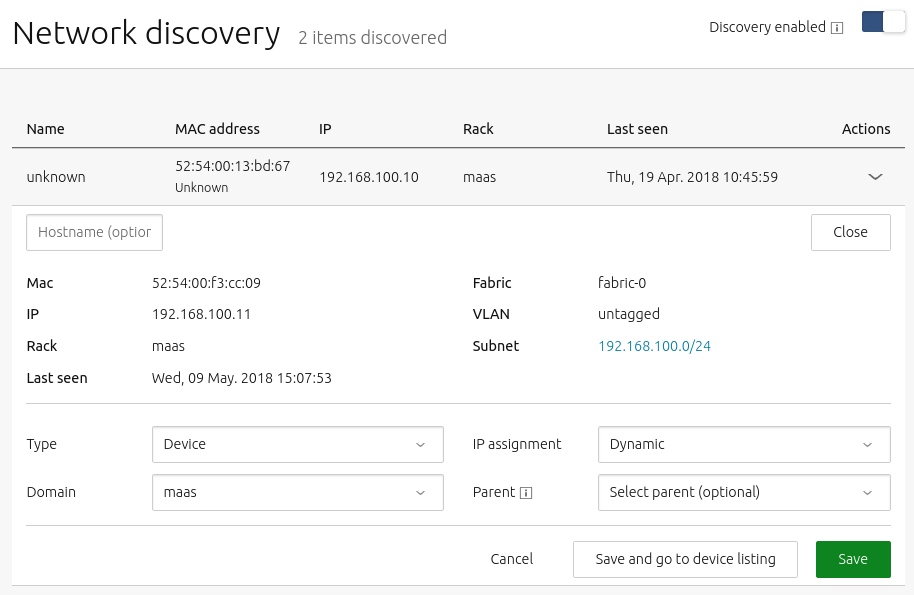 Network discovery 2 items discovered Discovery enabled
Name MAC address IP Rack Last seen Actions
unknown 52:54:00:13:bd:67 192.168.100.10 maas Thu, 19 Apr. 2018 10:45:59
Unknown
Hostname (option Close
Mac 52:54:00:f3:cc:09 Fabric fabric-0
IP 192.168.100.11 VLAN untagged
Rack maas Subnet 192.168.100.0/24
Last seen Wed, 09 May. 2018 15:07:53
Type Device IP assignment Dynamic
Domain maas Parent Select parent (optional)
Cancel Save and go to device listing Save